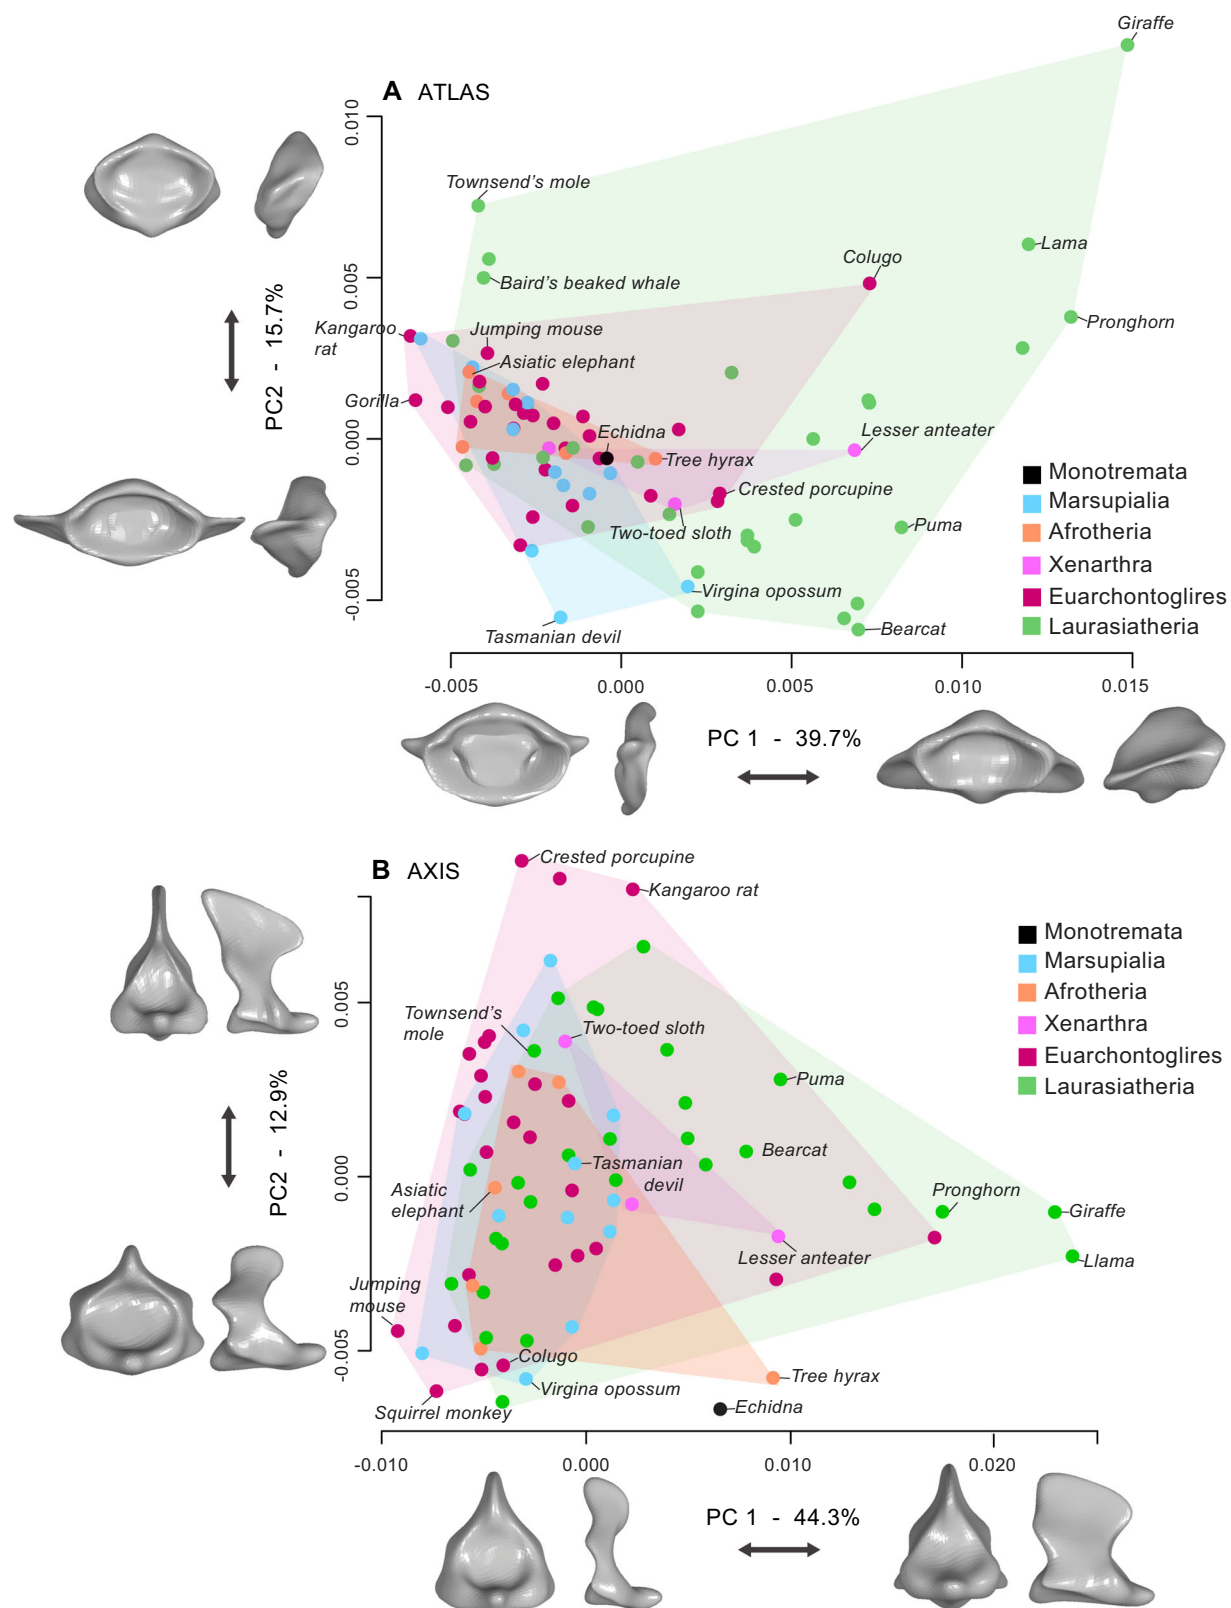 A ATLAS
Giraffe
0.010
Townsend's mole
Lama
Colugo
0.005
Baird's beaked whale
PC2 - 15.7%
Kangaroo
rat
Jumping mouse
Pronghorn
Asiatic elephant
Gorilla
0.000
Echidna
Lesser anteater
Tree hyrax
Crested porcupine
Two-toed sloth
Puma
Virgina opossum
-0.005
Tasmanian devil
Bearcat
Monotremata
Marsupialia
Afrotheria
Xenarthra
Euarchontoglires
Laurasiatheria
-0.005
0.000
0.005
0.010
0.015
PC 1 - 39.7%
B AXIS
Crested porcupine
Kangaroo rat
Monotremata
Marsupialia
Afrotheria
Xenarthra
Euarchontoglires
Laurasiatheria
0.005
Townsend's
mole
Two-toed sloth
Puma
PC2 - 12.9%
Bearcat
0.000
Tasmanian
devil
Asiatic
elephant
Pronghorn
Giraffe
Lesser anteater
Llama
Jumping
mouse
-0.005
Colugo
Tree hyrax
Virgina opossum
Squirrel monkey
Echidna
-0.010
0.000
0.010
0.020
PC 1 - 44.3%